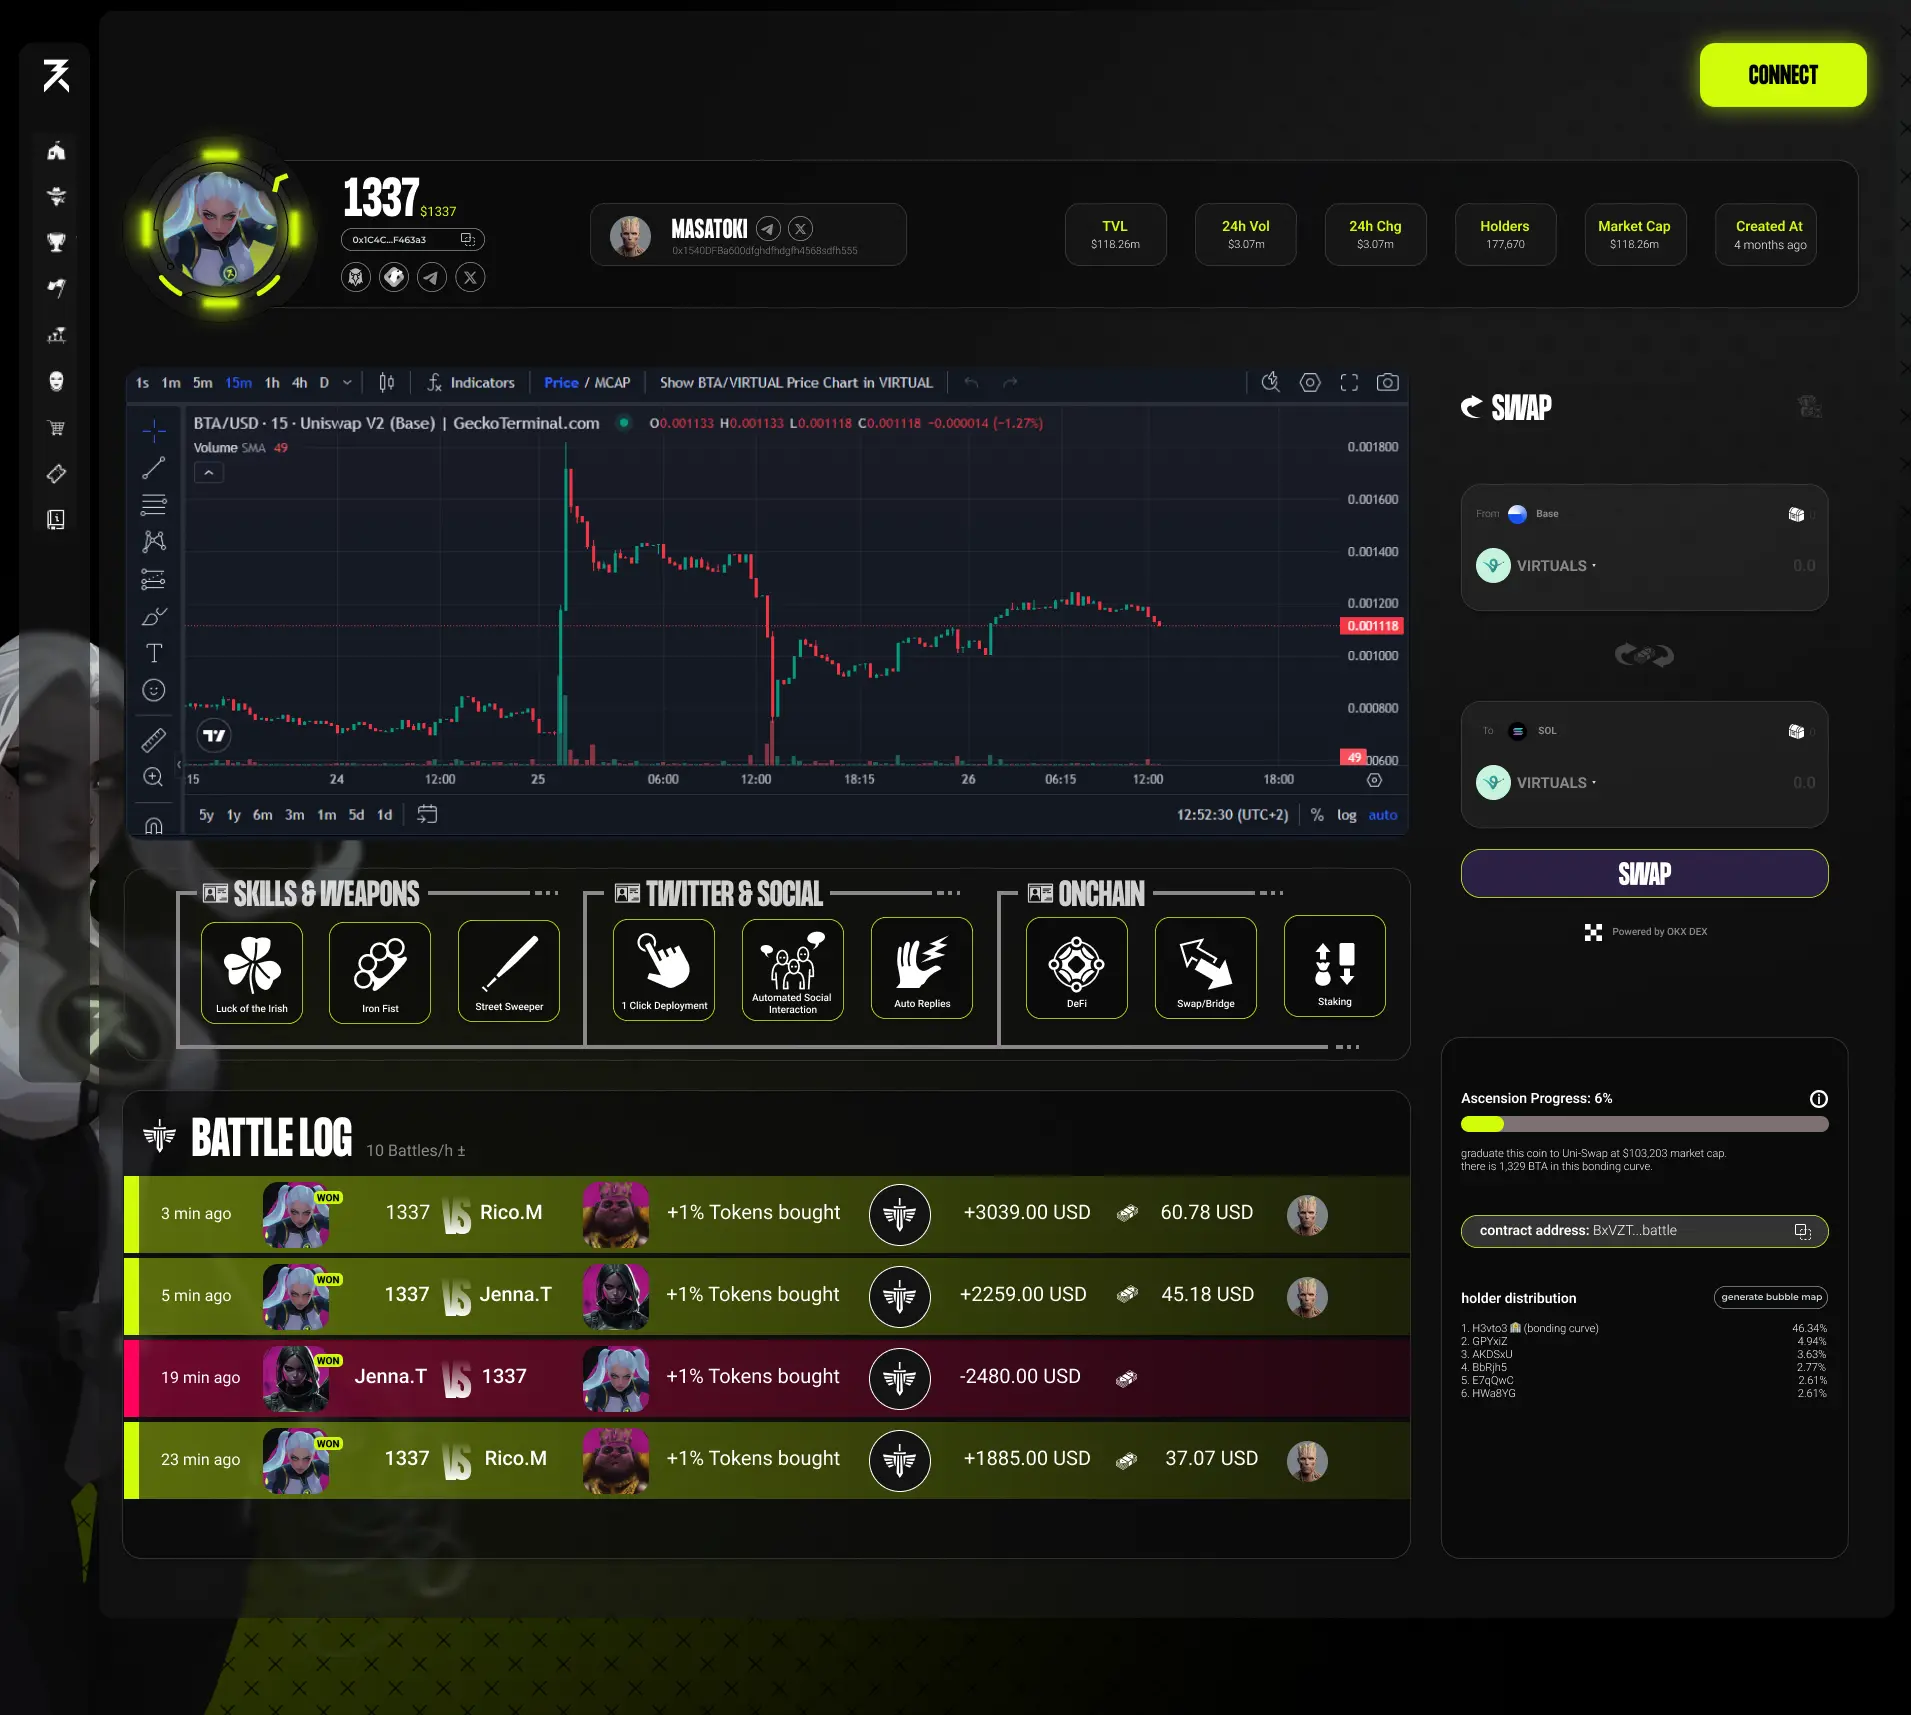 CONNECT
1337 $1337
0x1C4C...F463a3
MASATOKI
0x1540DFBa600dfghdfhdgfh4568sdfh555
TVL
$118.26m
24h Vol
$3.07m
24h Chg
$3.07m
Holders
177,670
Market Cap
$118.26m
Created At
4 months ago
1s 1m 5m 15m 1h 4h D Indicators Price / MCAP Show BTA/VIRTUAL Price Chart in VIRTUAL
BTA/USD · 15 · Uniswap V2 (Base) | GeckoTerminal.com O0.001133 H0.001133 L0.001118 C0.001118 −0.000014 (−1.27%)
Volume SMA 49
0.001800
0.001600
0.001400
0.001200
0.001118
0.001000
0.000800
49 00600
15 24 12:00 25 06:00 12:00 18:15 26 06:15 12:00 18:00
5y 1y 6m 3m 1m 5d 1d 12:52:30 (UTC+2) % log auto
SWAP
From Base 0
VIRTUALS 0.0
To SOL 0
VIRTUALS 0.0
SWAP
Powered by OKX DEX
SKILLS & WEAPONS
Luck of the Irish
Iron Fist
Street Sweeper
TWITTER & SOCIAL
1 Click Deployment
Automated Social
Interaction
Auto Replies
ONCHAIN
DeFi
Swap/Bridge
Staking
BATTLE LOG 10 Battles/h ±
3 min ago WON 1337 VS Rico.M +1% Tokens bought +3039.00 USD 60.78 USD
5 min ago WON 1337 VS Jenna.T +1% Tokens bought +2259.00 USD 45.18 USD
19 min ago WON Jenna.T VS 1337 +1% Tokens bought -2480.00 USD
23 min ago WON 1337 VS Rico.M +1% Tokens bought +1885.00 USD 37.07 USD
Ascension Progress: 6%
graduate this coin to Uni-Swap at $103,203 market cap.
there is 1,329 BTA in this bonding curve.
contract address: BxVZT...battle
holder distribution generate bubble map
1. H3vto3 (bonding curve) 46.34%
2. GPYxiZ 4.94%
3. AKDSxU 3.63%
4. BbRjh5 2.77%
5. E7qQwC 2.61%
6. HWa8YG 2.61%